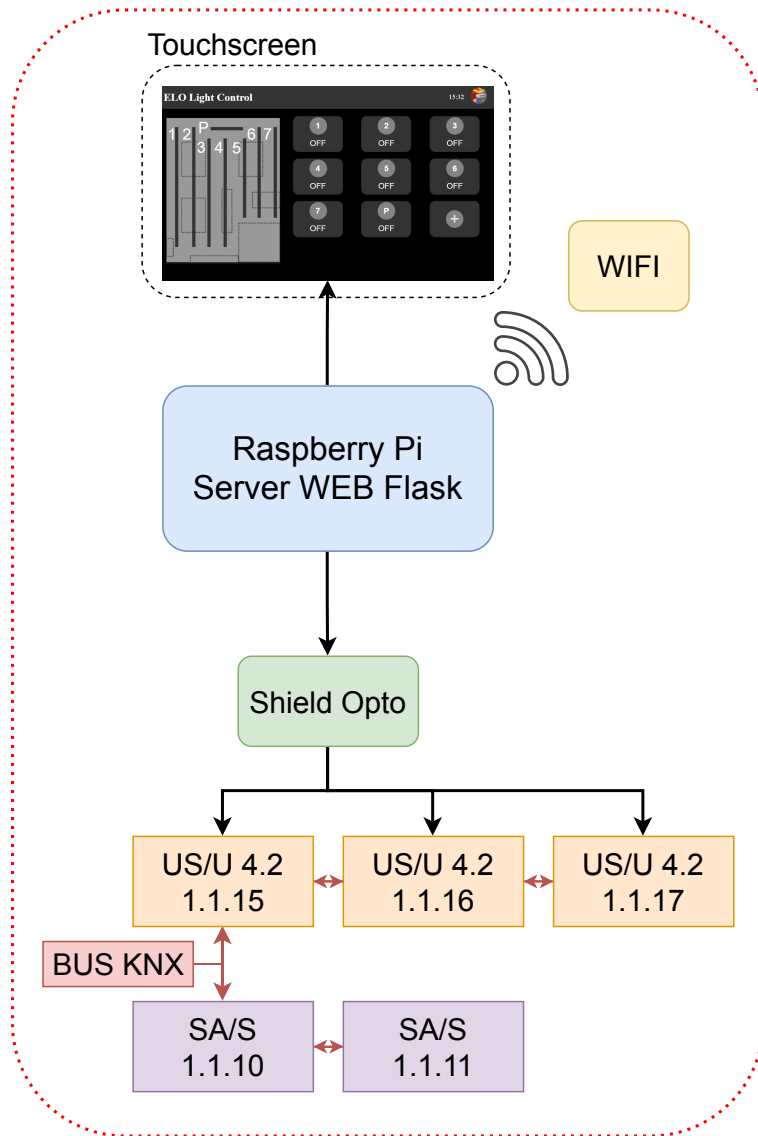 Touchscreen
ELO Light Control 15:32
1 2 P 3 4 5 6 7
1 2 3
OFF OFF OFF
4 5 6
OFF OFF OFF
7 P +
OFF OFF
WIFI
Raspberry Pi
Server WEB Flask
Shield Opto
US/U 4.2
1.1.15
US/U 4.2
1.1.16
US/U 4.2
1.1.17
BUS KNX
SA/S
1.1.10
SA/S
1.1.11